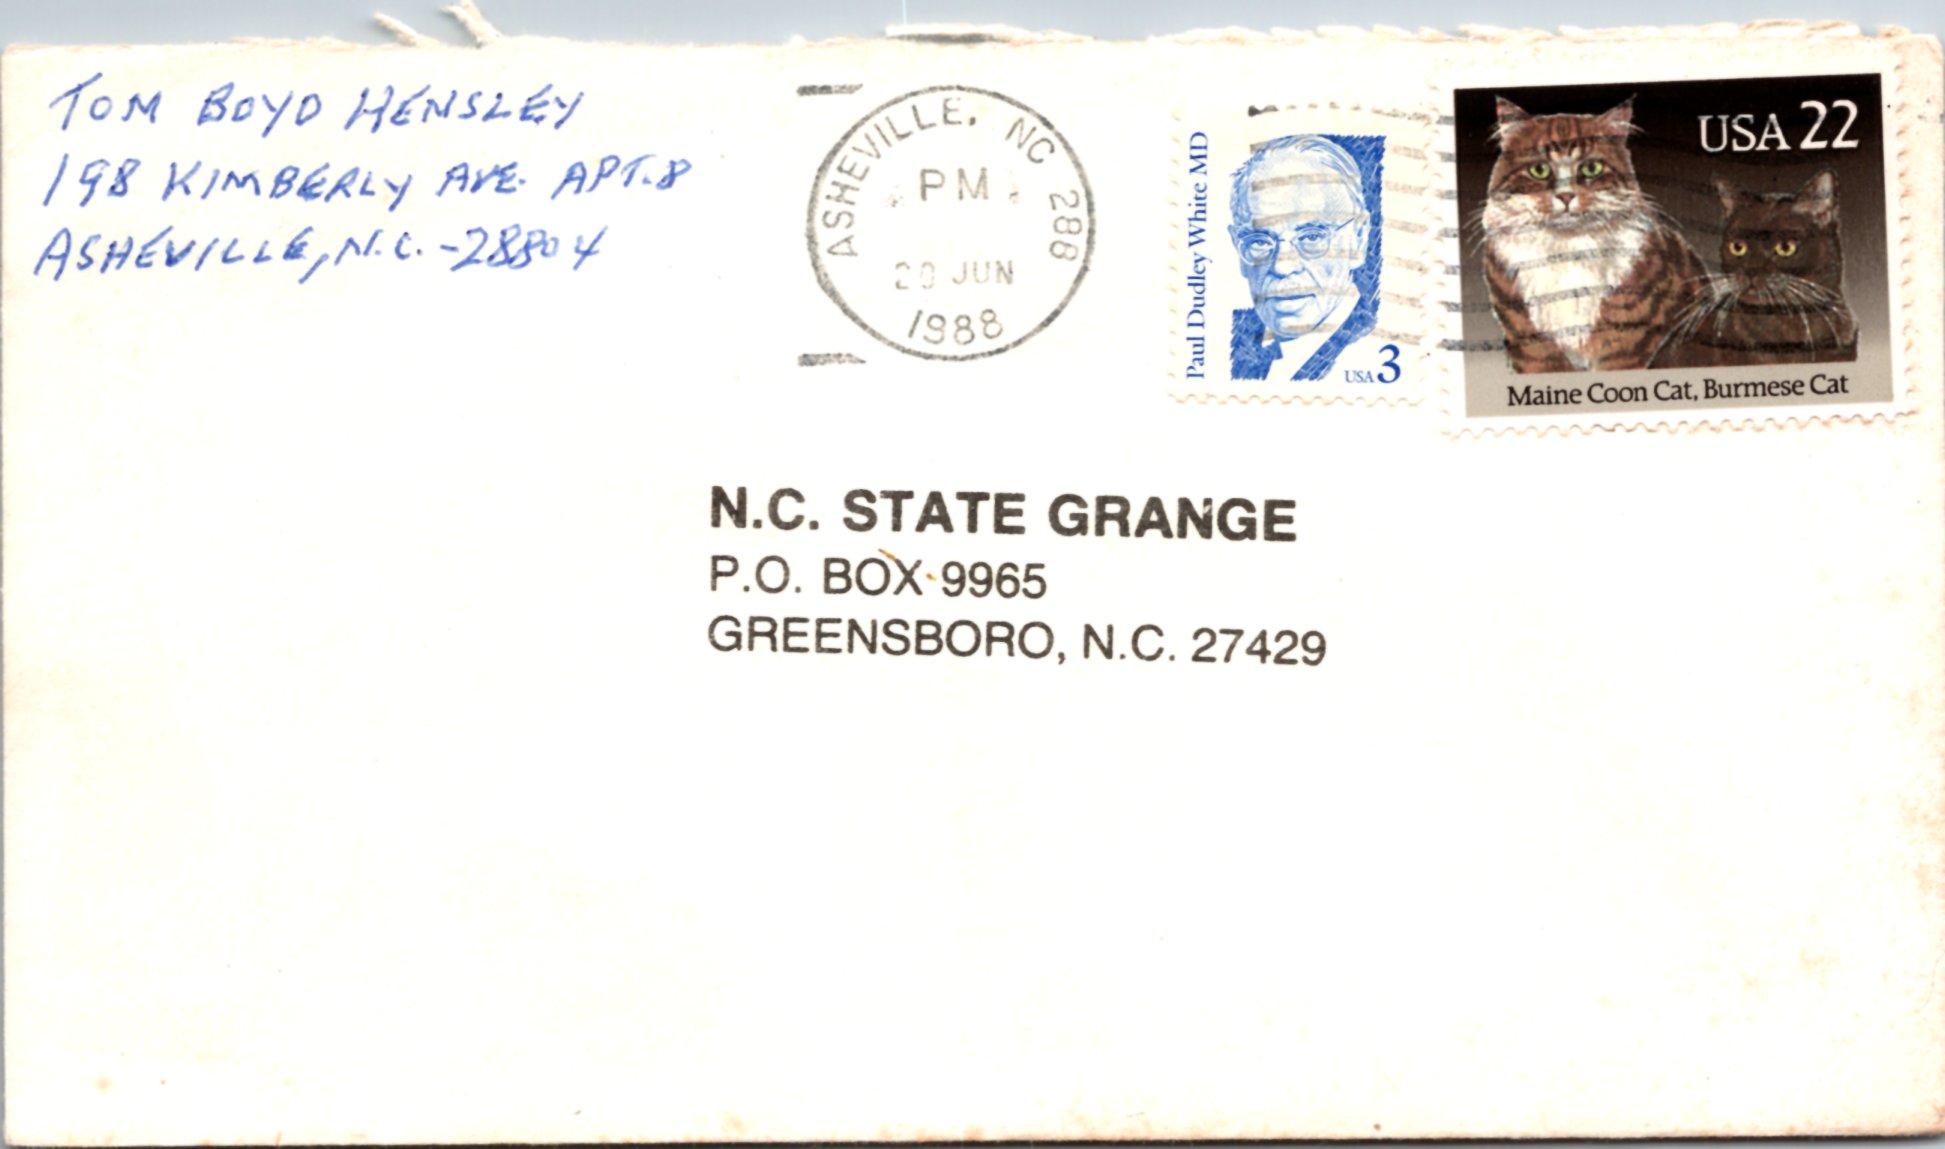 TOM BOYD HENSLEY
198 KIMBERLY AVE. APT.8
ASHEVILLE, N.C. -28804
ASHEVILLE, NC 288
PM
JUN
1988
Paul Dudley White MD
USA 3
USA 22
Maine Coon Cat, Burmese Cat
N.C. STATE GRANGE
P.O. BOX 9965
GREENSBORO, N.C. 27429